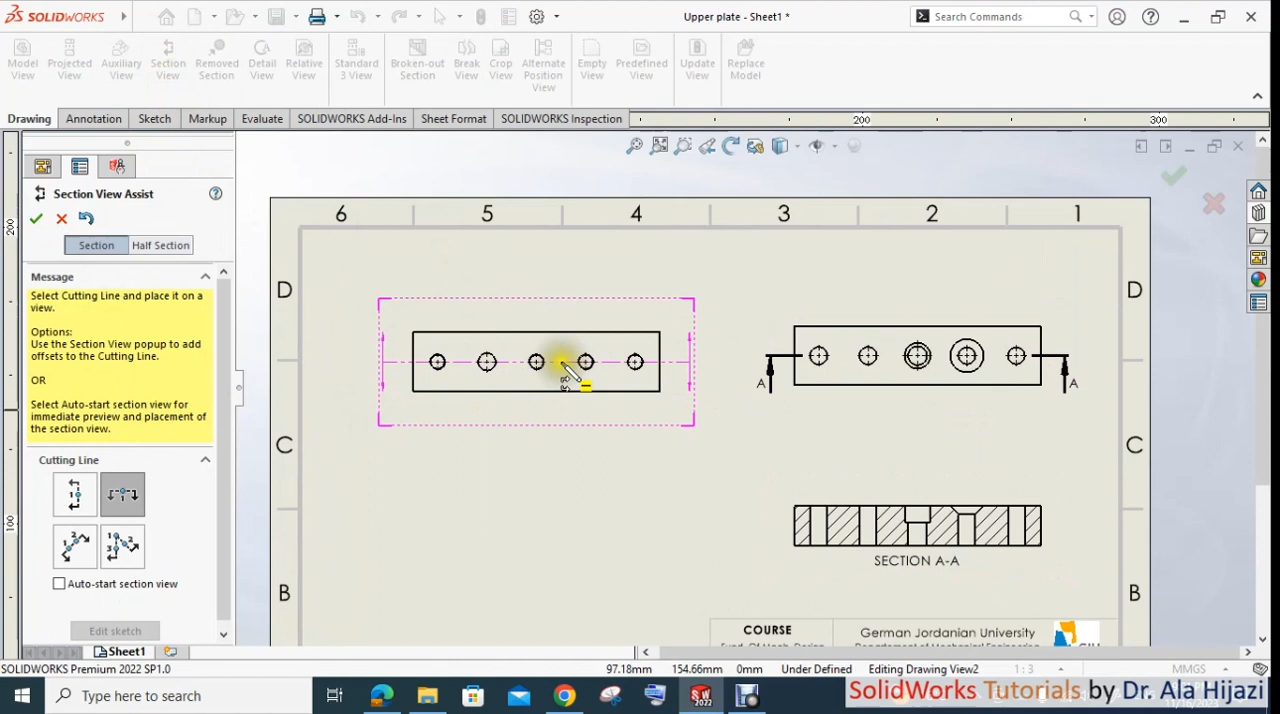 SOLIDWORKS
Upper plate - Sheet1 *
Search Commands
Model View
Projected View
Auxiliary View
Section View
Removed Section
Detail View
Relative View
Standard 3 View
Broken-out Section
Break View
Crop View
Alternate Position View
Empty View
Predefined View
Update View
Replace Model
Drawing
Annotation
Sketch
Markup
Evaluate
SOLIDWORKS Add-Ins
Sheet Format
SOLIDWORKS Inspection
200
300
Section View Assist
Section
Half Section
Message
Select Cutting Line and place it on a
view.
Options:
Use the Section View popup to add
offsets to the Cutting Line.
OR
Select Auto-start section view for
immediate preview and placement of
the section view.
Cutting Line
Auto-start section view
Edit sketch
200
100
6
5
4
3
2
1
D
D
A
A
C
C
SECTION A-A
B
B
COURSE
German Jordanian University
Sheet1
SOLIDWORKS Premium 2022 SP1.0
97.18mm
154.66mm
0mm
Under Defined
Editing Drawing View2
1 : 3
MMGS
Type here to search
SolidWorks Tutorials by Dr. Ala Hijazi